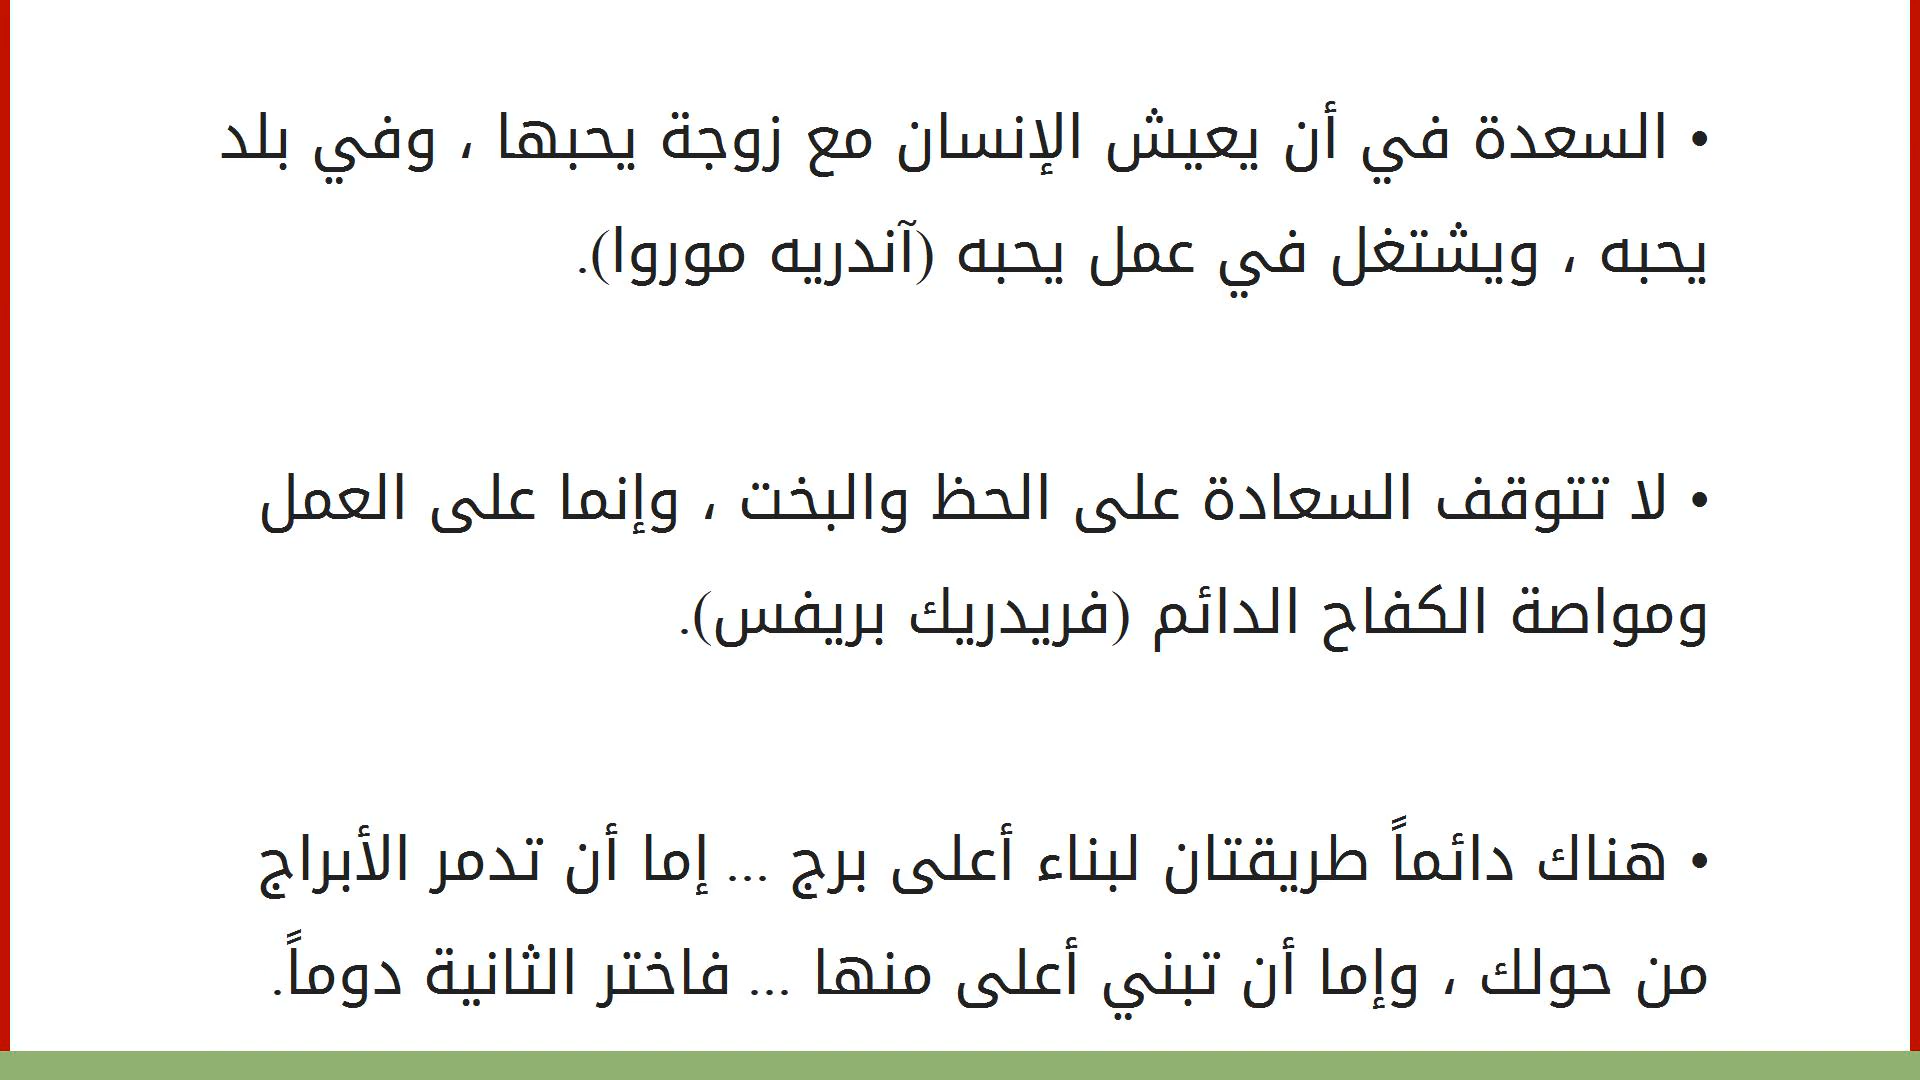 • السعدة في أن يعيش الإنسان مع زوجة يحبها ، وفي بلد
يحبه ، ويشتغل في عمل يحبه (آندريه موروا).
• لا تتوقف السعادة على الحظ والبخت ، وإنما على العمل
ومواصة الكفاح الدائم (فريدريك بريفس).
• هناك دائماً طريقتان لبناء أعلى برج ... إما أن تدمر الأبراج
من حولك ، وإما أن تبني أعلى منها ... فاختر الثانية دوماً.